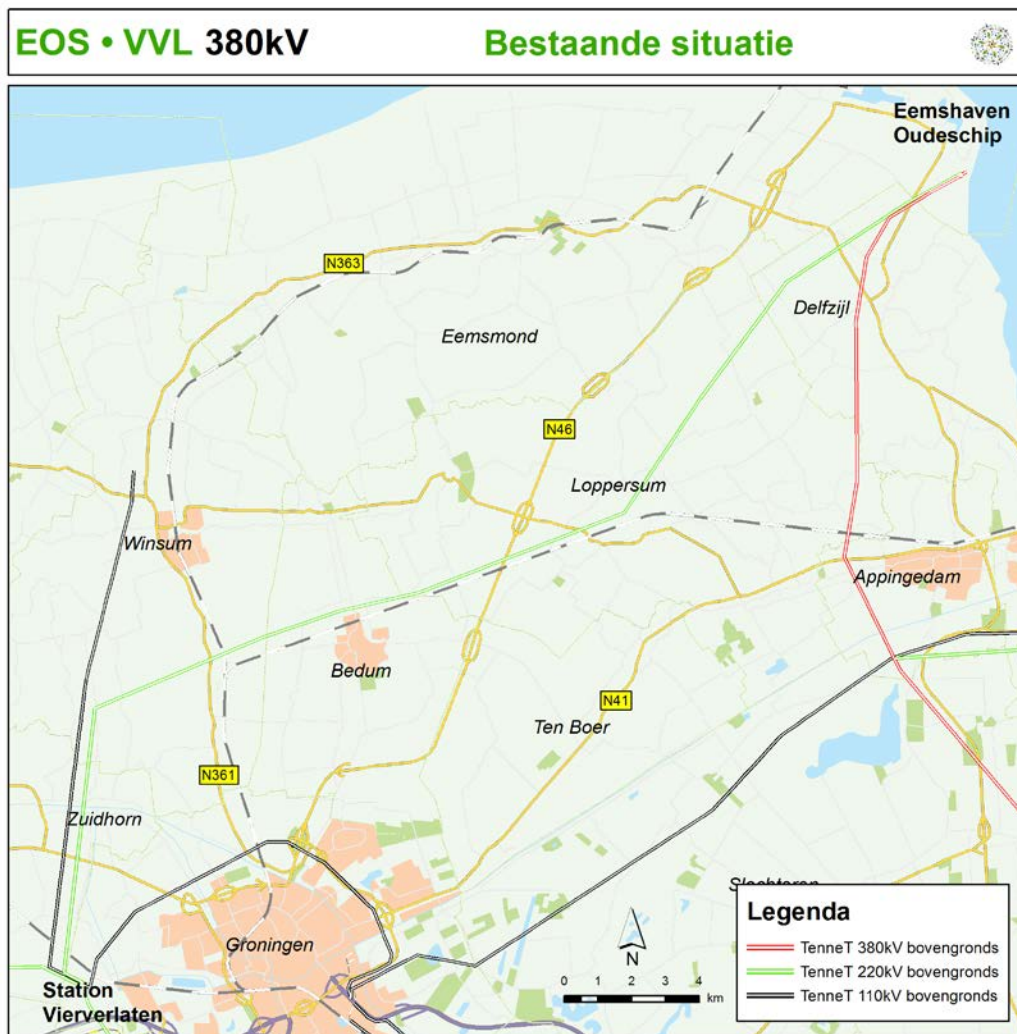 EOS • VVL 380kV
Bestaande situatie
Eemshaven
Oudeschip
N363
Delfzijl
Eemsmond
N46
Loppersum
Winsum
Appingedam
Bedum
N41
Ten Boer
N361
Zuidhorn
Slochteren
Groningen
N
0 1 2 3 4
km
Station
Vierverlaten
Legenda
TenneT 380kV bovengronds
TenneT 220kV bovengronds
TenneT 110kV bovengronds